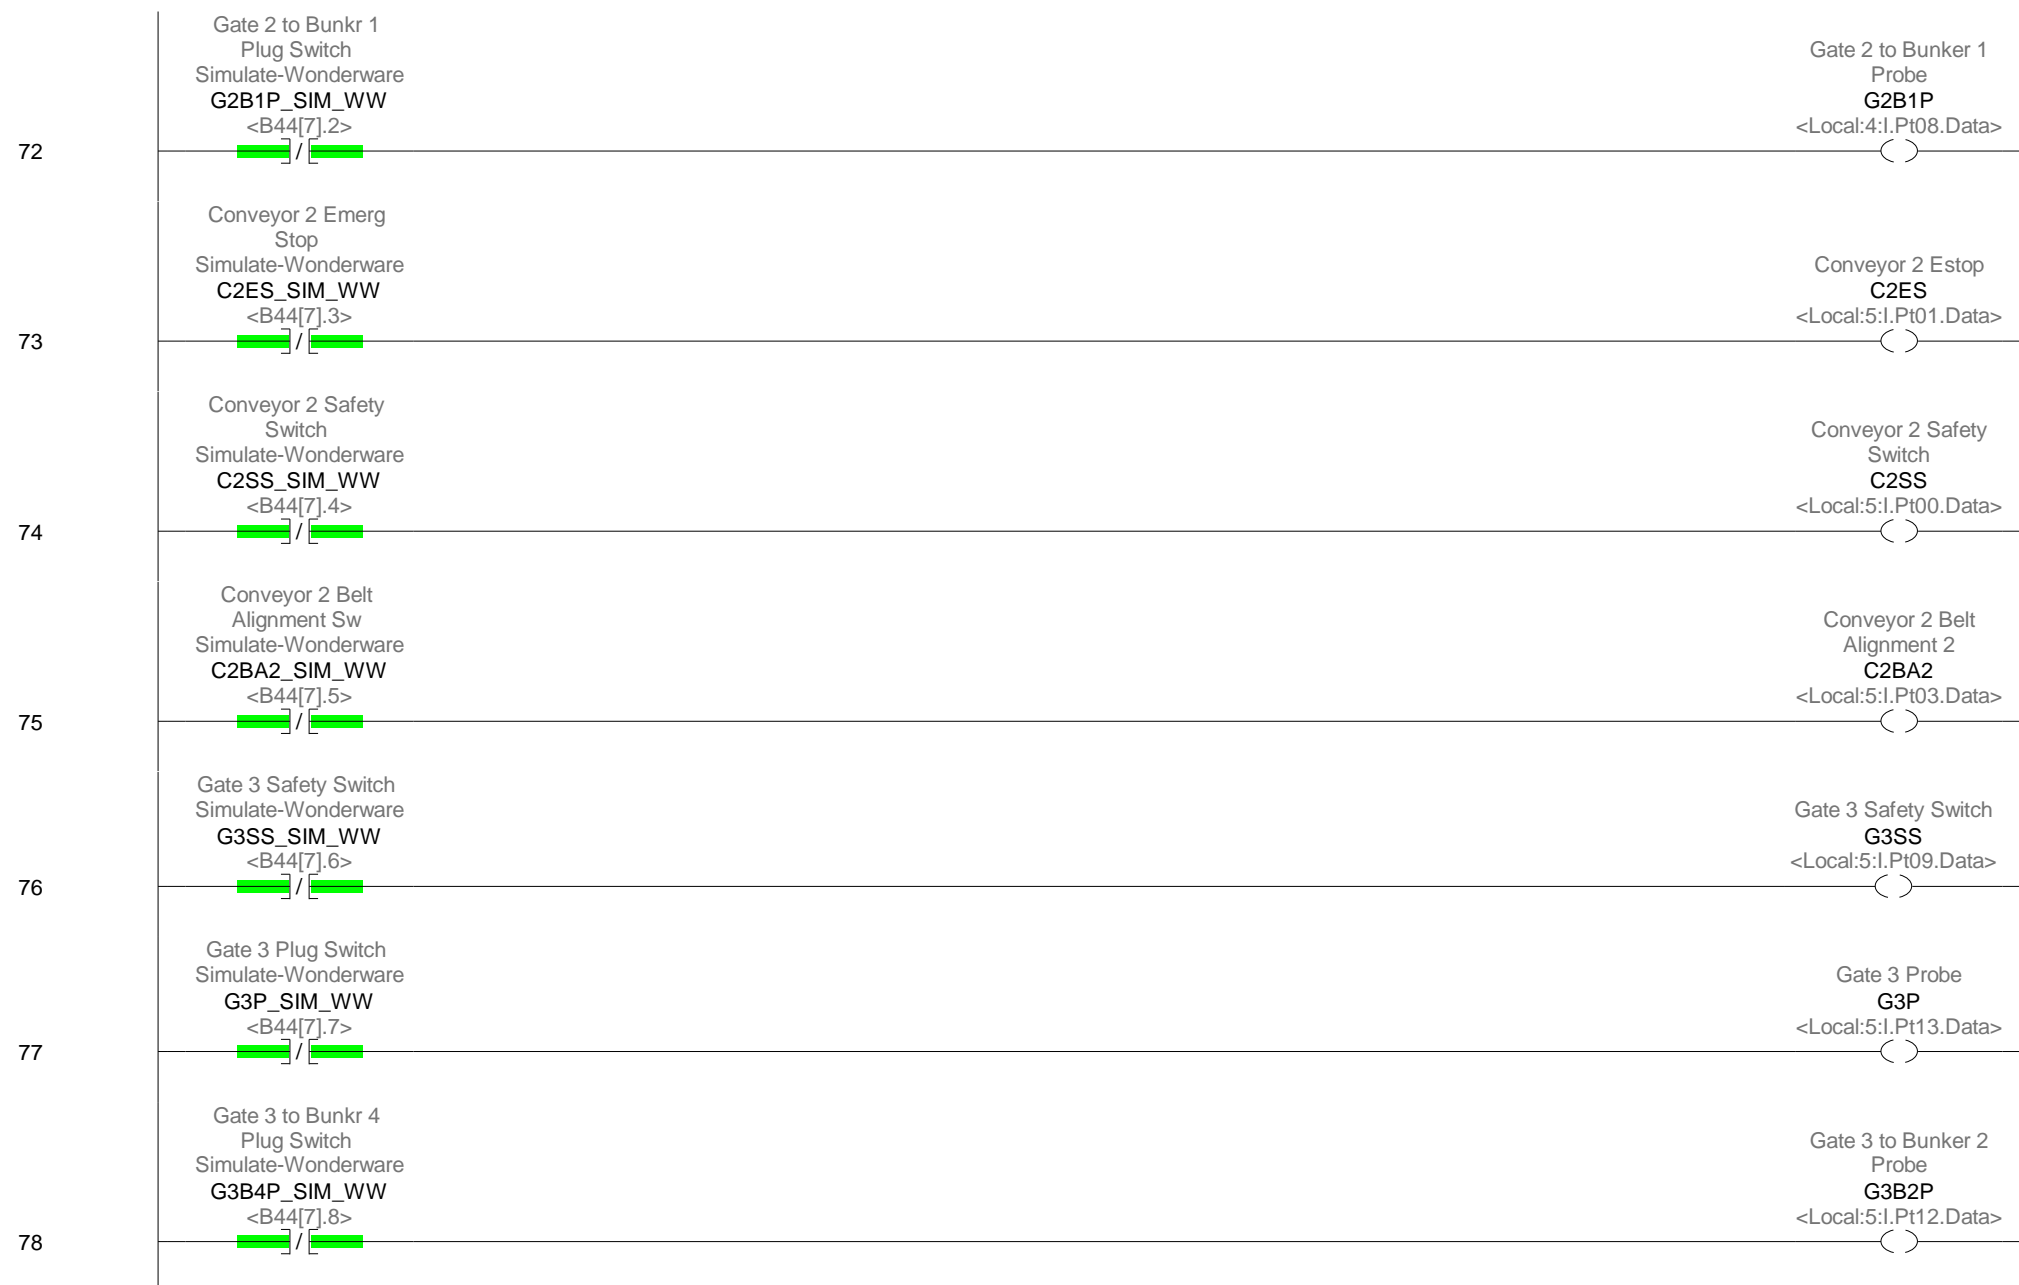 Gate 2 to Bunkr 1
Plug Switch
Simulate-Wonderware
G2B1P_SIM_WW
<B44[7].2>
Gate 2 to Bunker 1
Probe
G2B1P
<Local:4:I.Pt08.Data>
72
/
Conveyor 2 Emerg
Stop
Simulate-Wonderware
C2ES_SIM_WW
<B44[7].3>
Conveyor 2 Estop
C2ES
<Local:5:I.Pt01.Data>
73
/
Conveyor 2 Safety
Switch
Simulate-Wonderware
C2SS_SIM_WW
<B44[7].4>
Conveyor 2 Safety
Switch
C2SS
<Local:5:I.Pt00.Data>
74
/
Conveyor 2 Belt
Alignment Sw
Simulate-Wonderware
C2BA2_SIM_WW
<B44[7].5>
Conveyor 2 Belt
Alignment 2
C2BA2
<Local:5:I.Pt03.Data>
75
/
Gate 3 Safety Switch
Simulate-Wonderware
G3SS_SIM_WW
<B44[7].6>
Gate 3 Safety Switch
G3SS
<Local:5:I.Pt09.Data>
76
/
Gate 3 Plug Switch
Simulate-Wonderware
G3P_SIM_WW
<B44[7].7>
Gate 3 Probe
G3P
<Local:5:I.Pt13.Data>
77
/
Gate 3 to Bunkr 4
Plug Switch
Simulate-Wonderware
G3B4P_SIM_WW
<B44[7].8>
Gate 3 to Bunker 2
Probe
G3B2P
<Local:5:I.Pt12.Data>
78
/